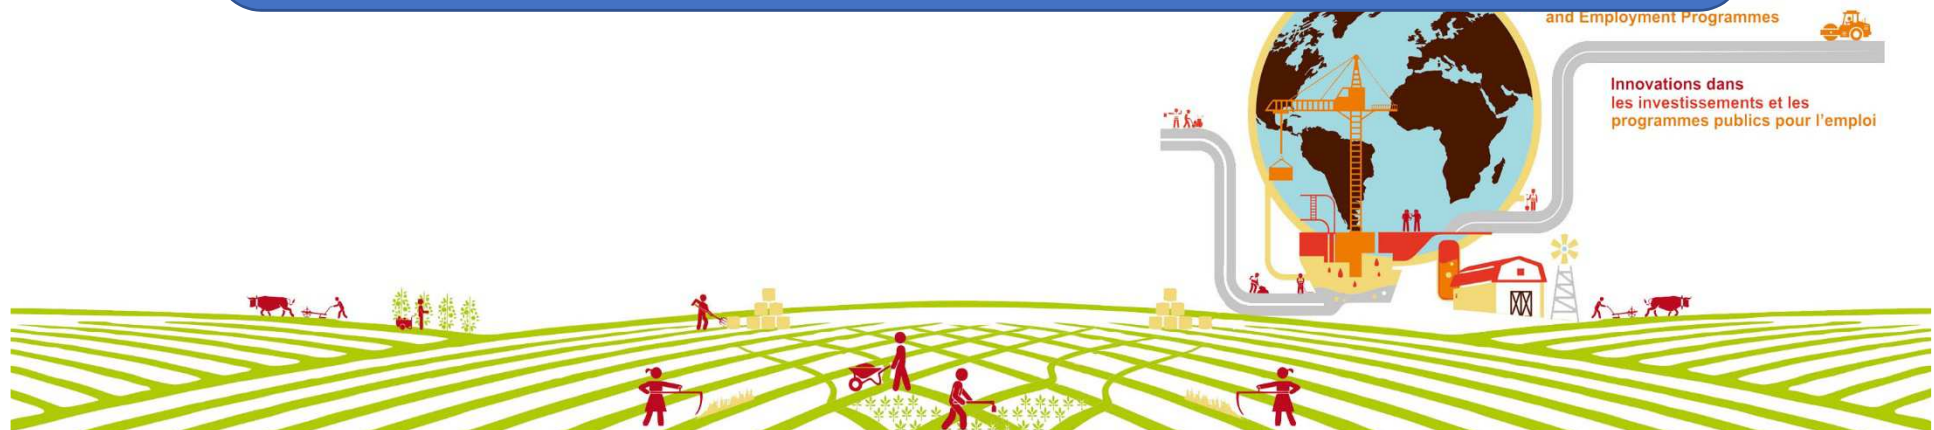 and Employment Programmes
Innovations dans
les investissements et les
programmes publics pour l'emploi